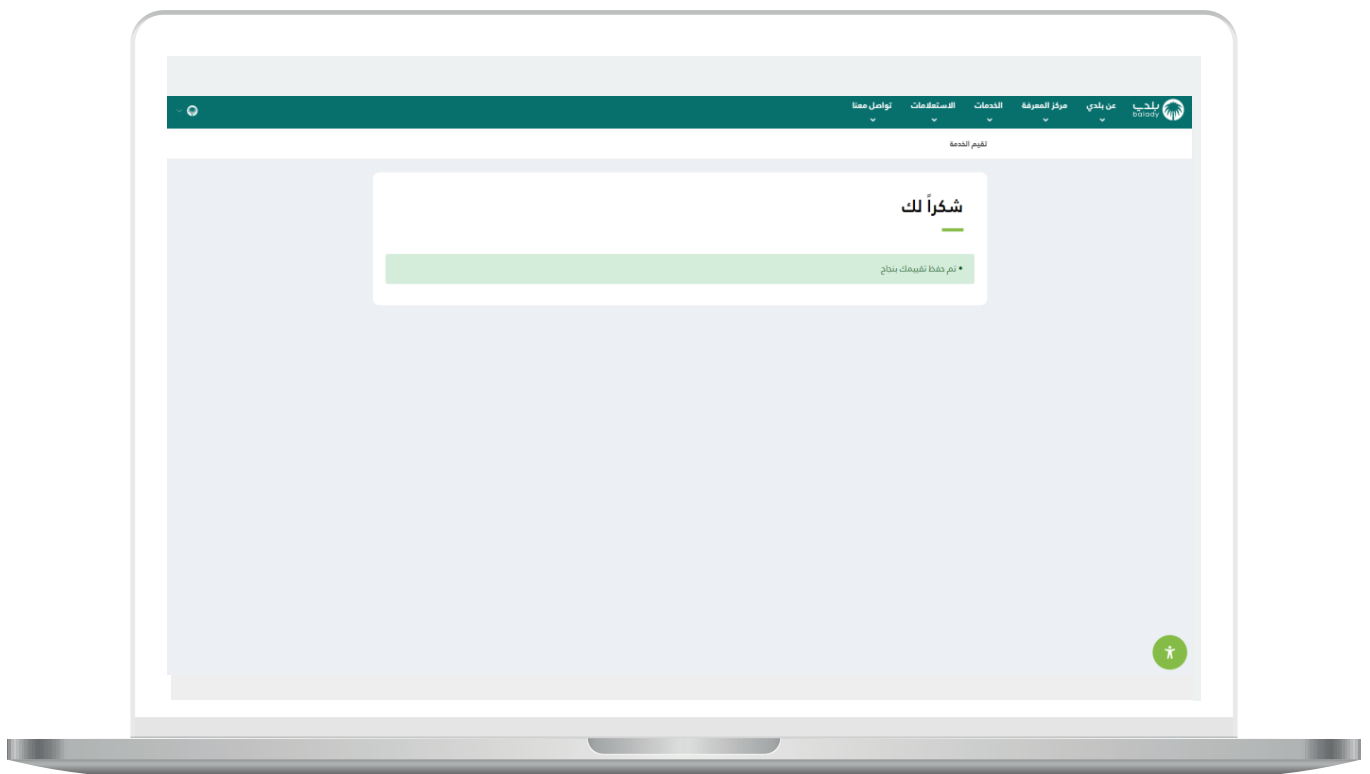 بلدي
balady
عن بلدي
مركز المعرفة
الخدمات
الاستعلامات
تواصل معنا
تقيم الخدمة
شكراً لك
• تم حفظ تقييمك بنجاح